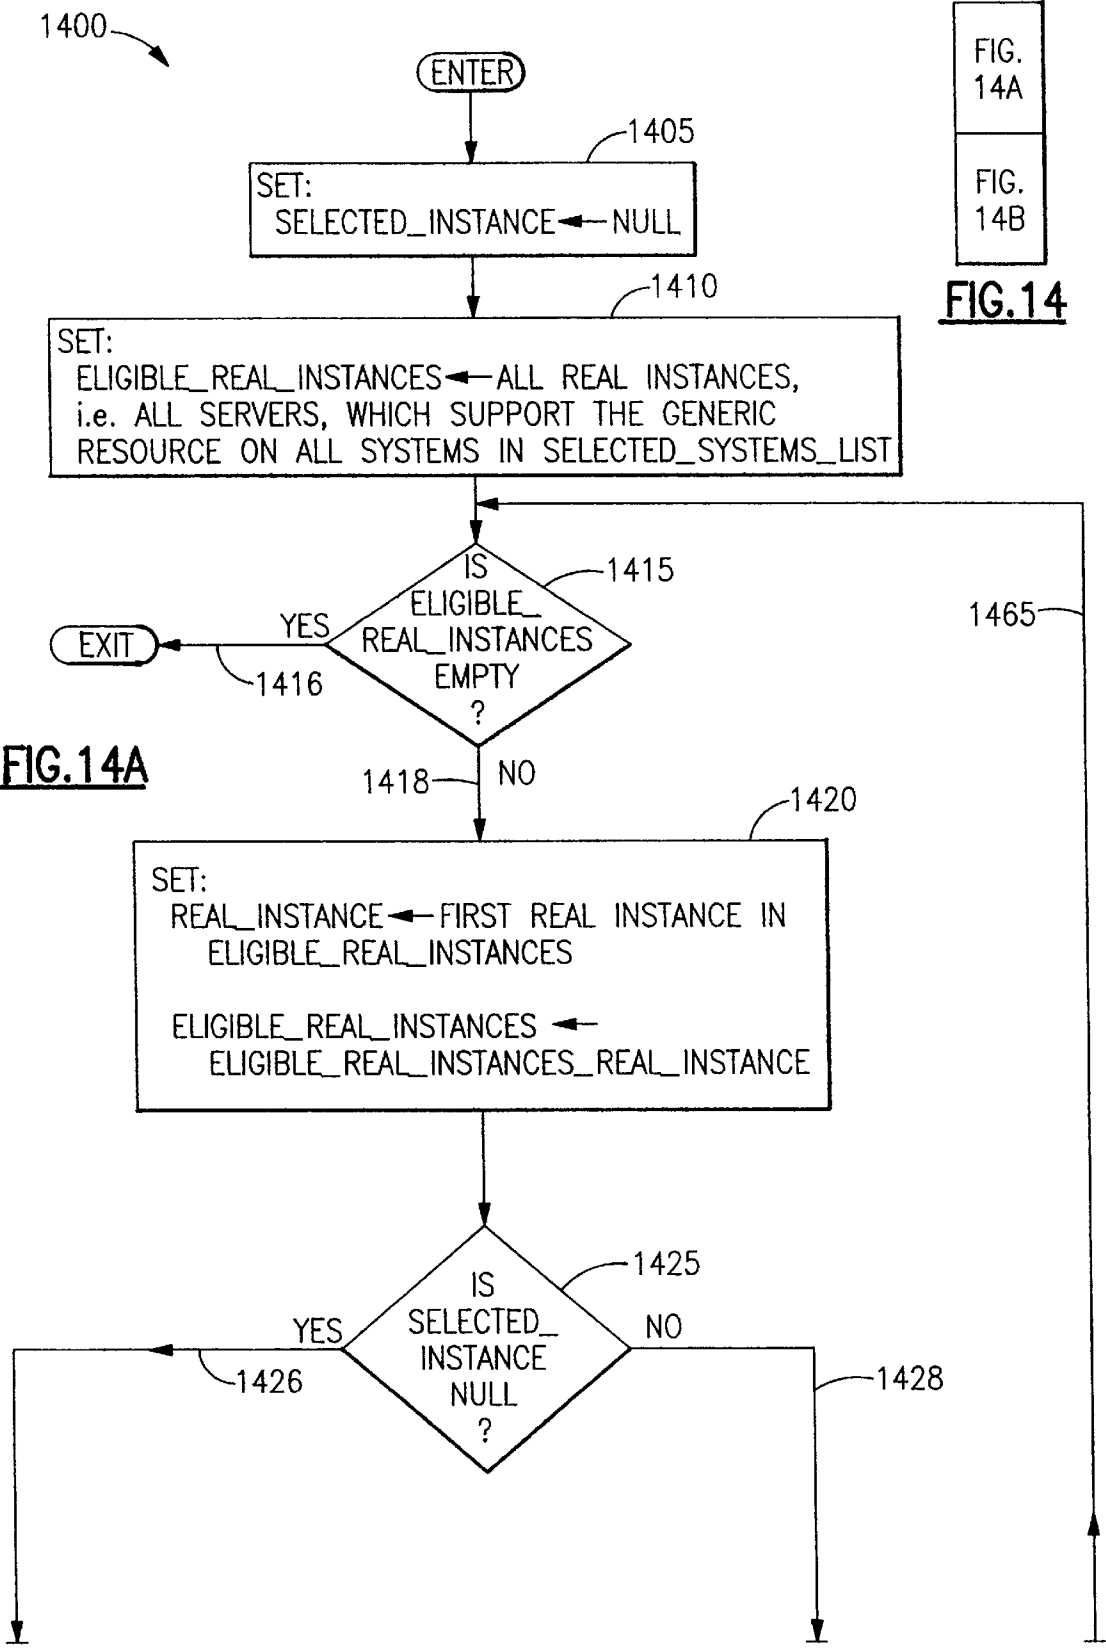 1400
ENTER
FIG.
14A
FIG.
14B
FIG.14
1405
SET:
SELECTED_INSTANCE←NULL
1410
SET:
ELIGIBLE_REAL_INSTANCES←ALL REAL INSTANCES,
i.e. ALL SERVERS, WHICH SUPPORT THE GENERIC
RESOURCE ON ALL SYSTEMS IN SELECTED_SYSTEMS_LIST
1415
IS
ELIGIBLE_
REAL_INSTANCES
EMPTY
?
YES
EXIT
1416
1465
FIG.14A
1418
NO
1420
SET:
REAL_INSTANCE←FIRST REAL INSTANCE IN
ELIGIBLE_REAL_INSTANCES
ELIGIBLE_REAL_INSTANCES ←
ELIGIBLE_REAL_INSTANCES_REAL_INSTANCE
1425
IS
SELECTED_
INSTANCE
NULL
?
YES
1426
NO
1428